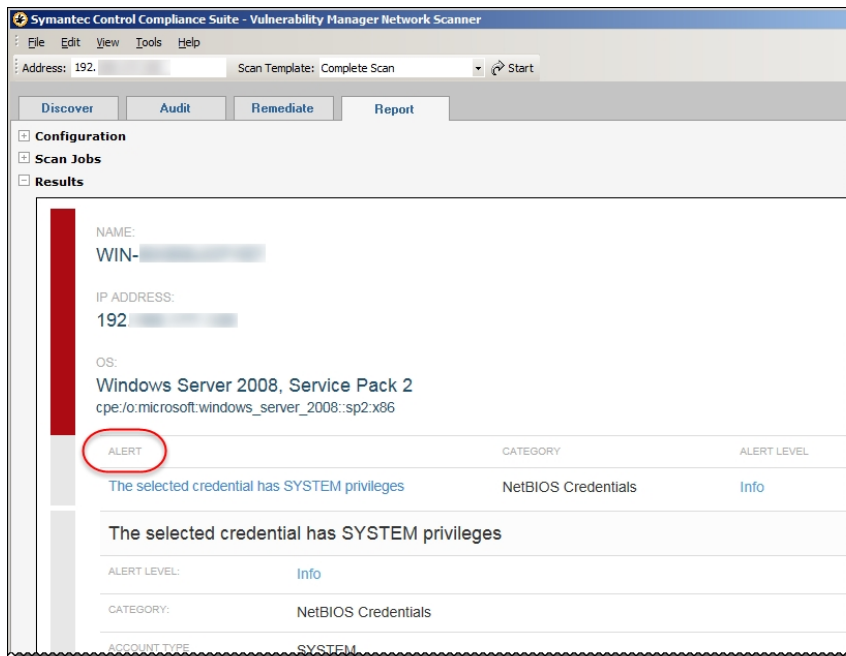 Symantec Control Compliance Suite - Vulnerability Manager Network Scanner
File Edit View Tools Help
Address: 192. Scan Template: Complete Scan Start
Discover Audit Remediate Report
Configuration
Scan Jobs
Results
NAME:
WIN-
IP ADDRESS:
192.
OS:
Windows Server 2008, Service Pack 2
cpe:/o:microsoft:windows_server_2008::sp2:x86
ALERT CATEGORY ALERT LEVEL
The selected credential has SYSTEM privileges NetBIOS Credentials Info
The selected credential has SYSTEM privileges
ALERT LEVEL: Info
CATEGORY: NetBIOS Credentials
ACCOUNT TYPE SYSTEM